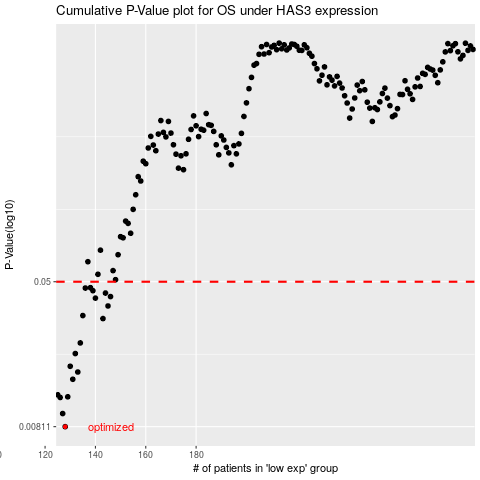 Cumulative P-Value plot for OS under HAS3 expression
P-Value(log10)
0.05
0.00811
optimized
0 120 140 160 180
# of patients in 'low exp' group